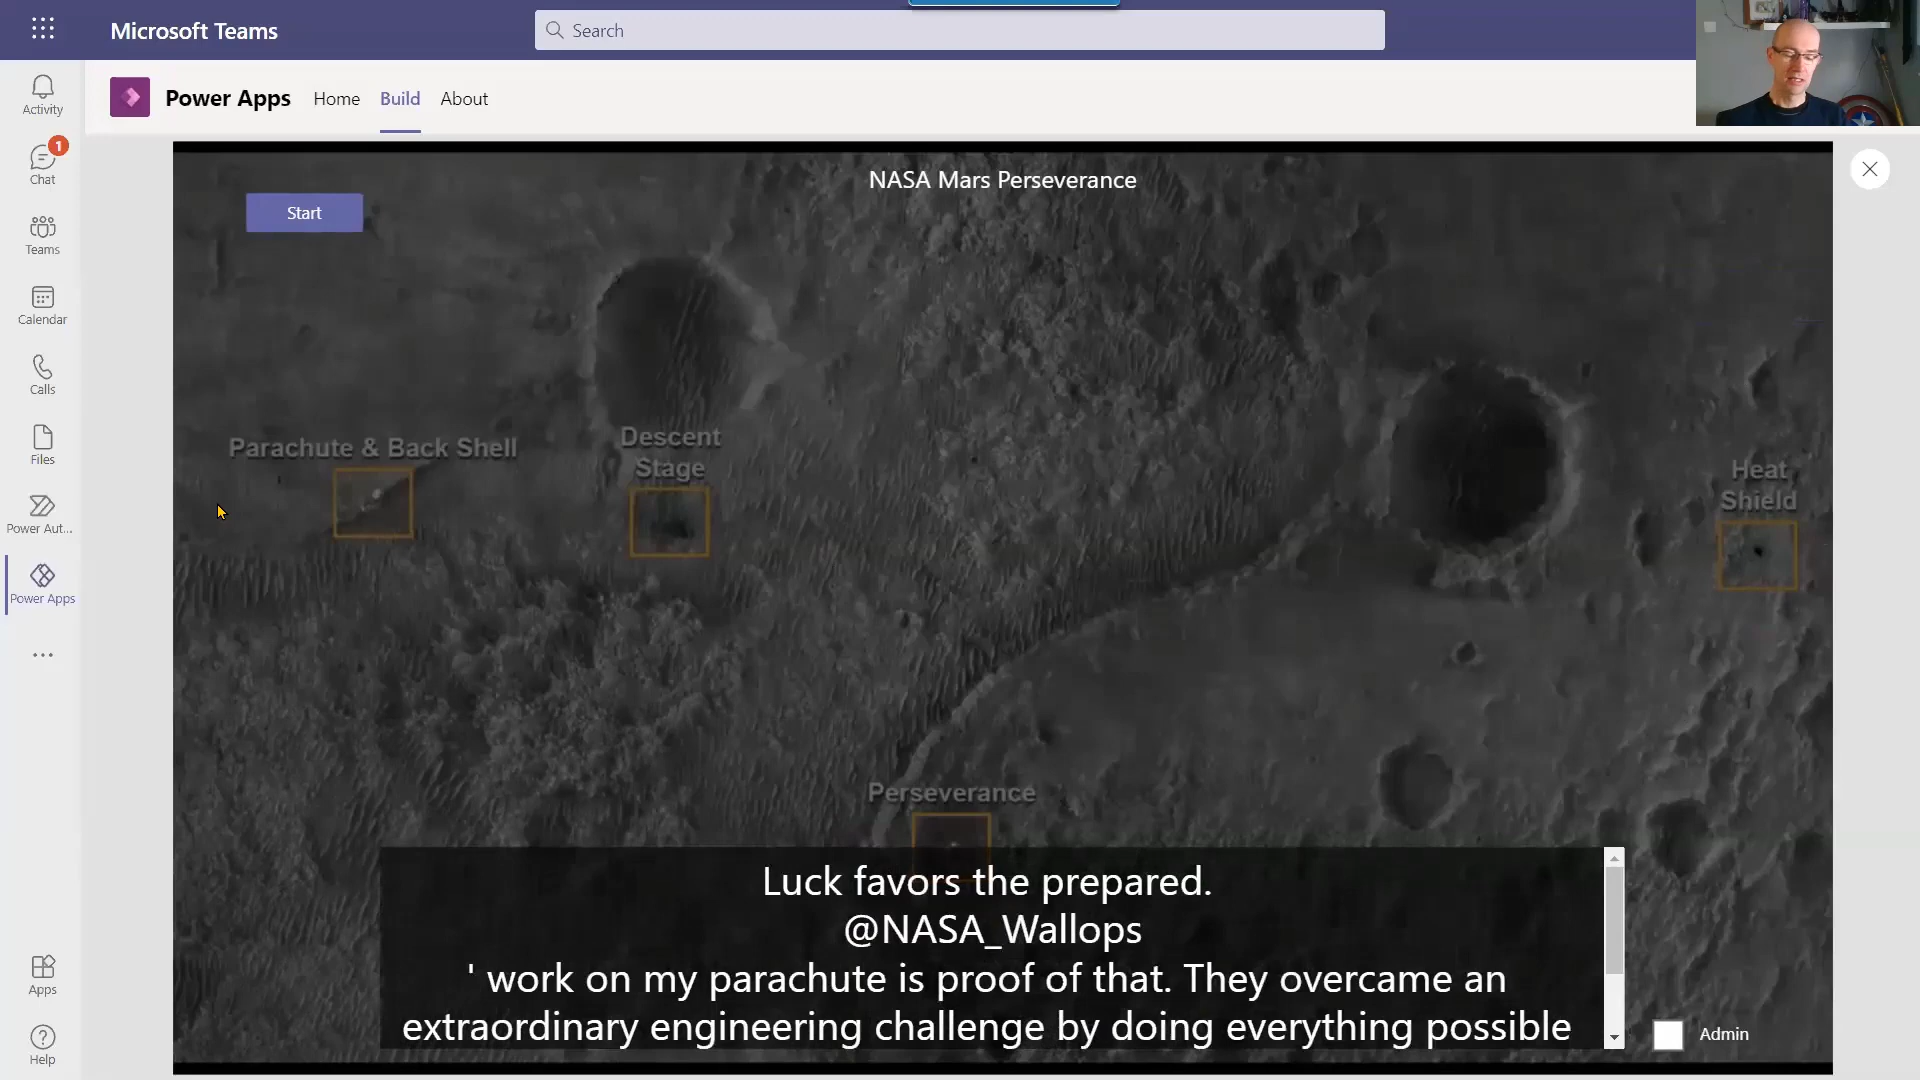 Microsoft Teams
Search
Power Apps
Home
Build
About
Activity
1
Chat
Teams
Calendar
Calls
Files
Power Aut...
Power Apps
Apps
Help
NASA Mars Perseverance
Start
Parachute & Back Shell
Descent
Stage
Heat
Shield
Perseverance
Luck favors the prepared.
@NASA_Wallops
' work on my parachute is proof of that. They overcame an
extraordinary engineering challenge by doing everything possible
Admin